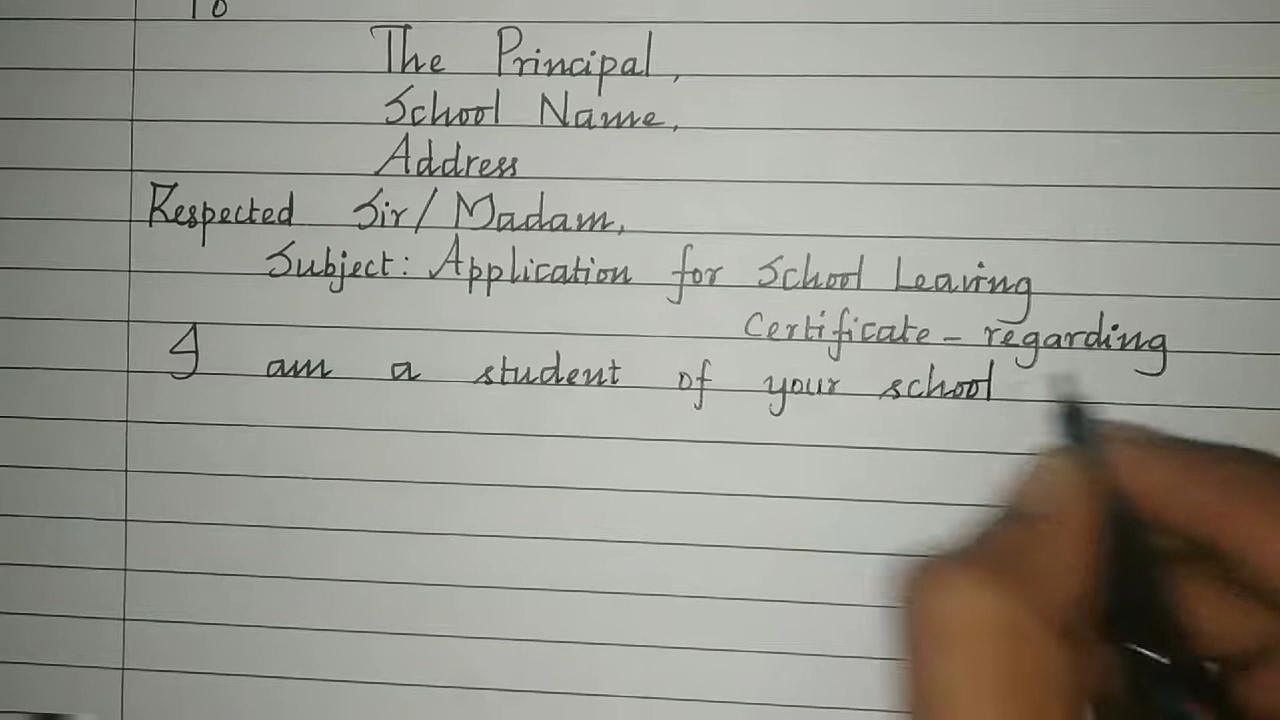 To
The Principal,
School Name,
Address
Respected Sir/Madam,
Subject: Application for School Leaving
Certificate - regarding
I am a student of your school